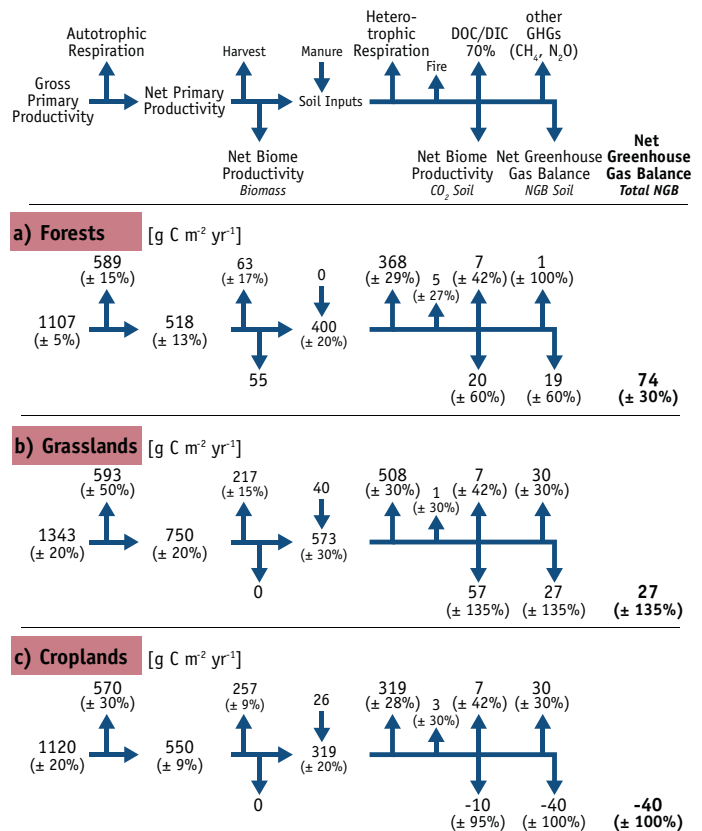 Autotrophic
Respiration
Gross
Primary
Productivity
Net Primary
Productivity
Harvest
Manure
Soil Inputs
Net Biome
Productivity
Biomass
Hetero-
trophic
Respiration
Fire
DOC/DIC
70%
other
GHGs
(CH4, N2O)
Net Biome
Productivity
CO2 Soil
Net Greenhouse
Gas Balance
NGB Soil
Net
Greenhouse
Gas Balance
Total NGB
a) Forests [g C m-2 yr-1]
589
(± 15%)
1107
(± 5%)
518
(± 13%)
63
(± 17%)
55
0
400
(± 20%)
368
(± 29%)
5
(± 27%)
7
(± 42%)
1
(± 100%)
20
(± 60%)
19
(± 60%)
74
(± 30%)
b) Grasslands [g C m-2 yr-1]
593
(± 50%)
1343
(± 20%)
750
(± 20%)
217
(± 15%)
0
40
573
(± 30%)
508
(± 30%)
1
(± 30%)
7
(± 42%)
30
(± 30%)
57
(± 135%)
27
(± 135%)
27
(± 135%)
c) Croplands [g C m-2 yr-1]
570
(± 30%)
1120
(± 20%)
550
(± 9%)
257
(± 9%)
0
26
319
(± 20%)
319
(± 28%)
3
(± 30%)
7
(± 42%)
30
(± 30%)
-10
(± 95%)
-40
(± 100%)
-40
(± 100%)